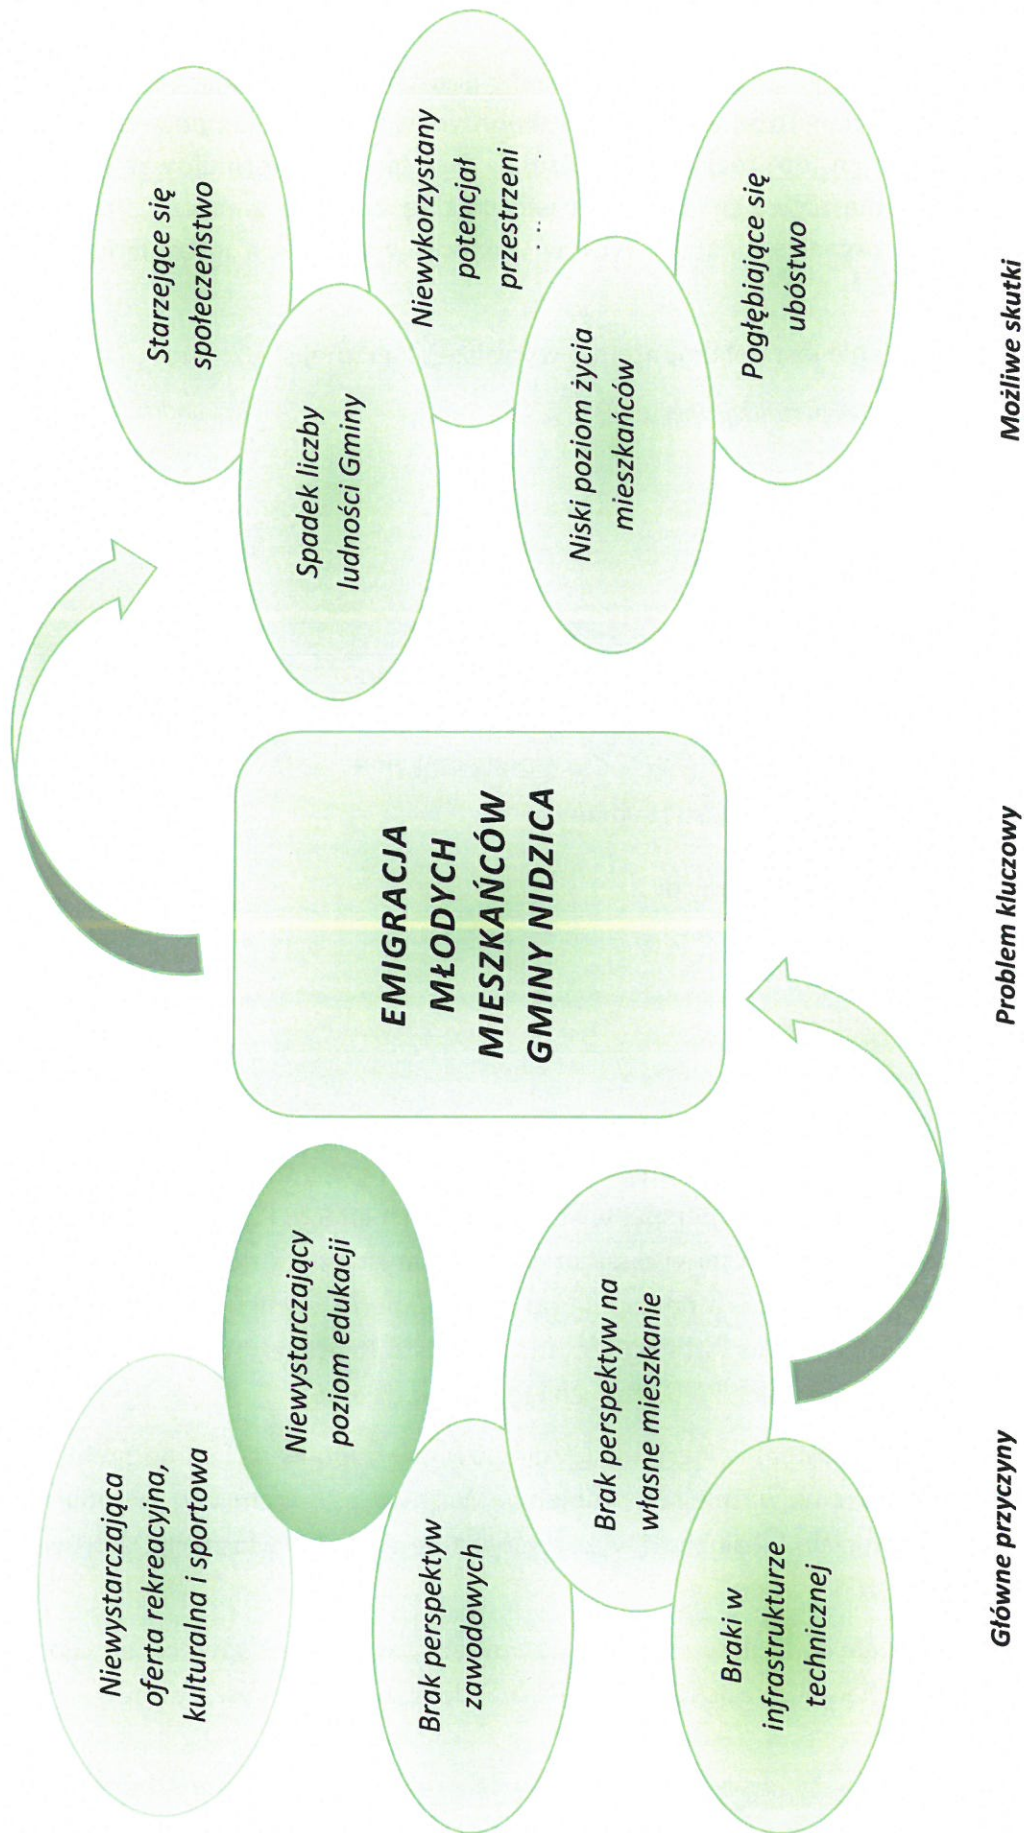 Niewystarczająca
oferta rekreacyjna,
kulturalna i sportowa
Niewystarczający
poziom edukacji
Brak perspektyw
zawodowych
Brak perspektyw na
własne mieszkanie
Braki w
infrastrukturze
technicznej
Główne przyczyny
EMIGRACJA
MŁODYCH
MIESZKAŃCÓW
GMINY NIDZICA
Problem kluczowy
Starzejące się
społeczeństwo
Spadek liczby
ludności Gminy
Niewykorzystany
potencjał
przestrzeni
Niski poziom życia
mieszkańców
Pogłębiające się
ubóstwo
Możliwe skutki